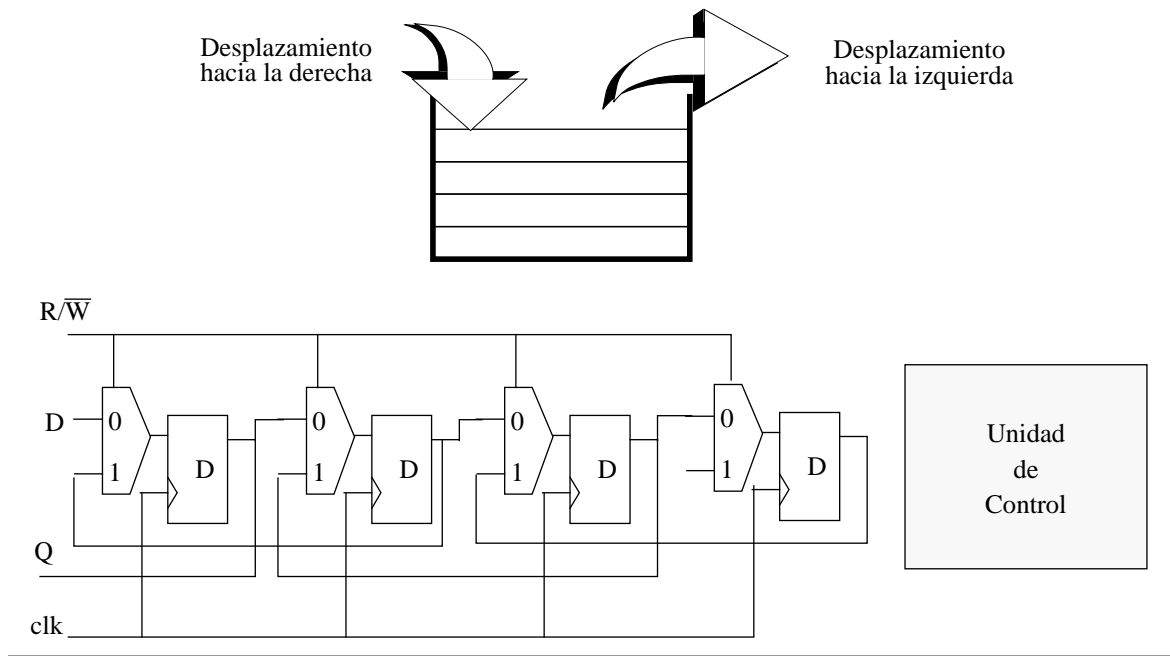 Desplazamiento
hacia la derecha
Desplazamiento
hacia la izquierda
R/W̅
D
0
1
D
0
1
D
0
1
D
0
1
D
Q
clk
Unidad
de
Control